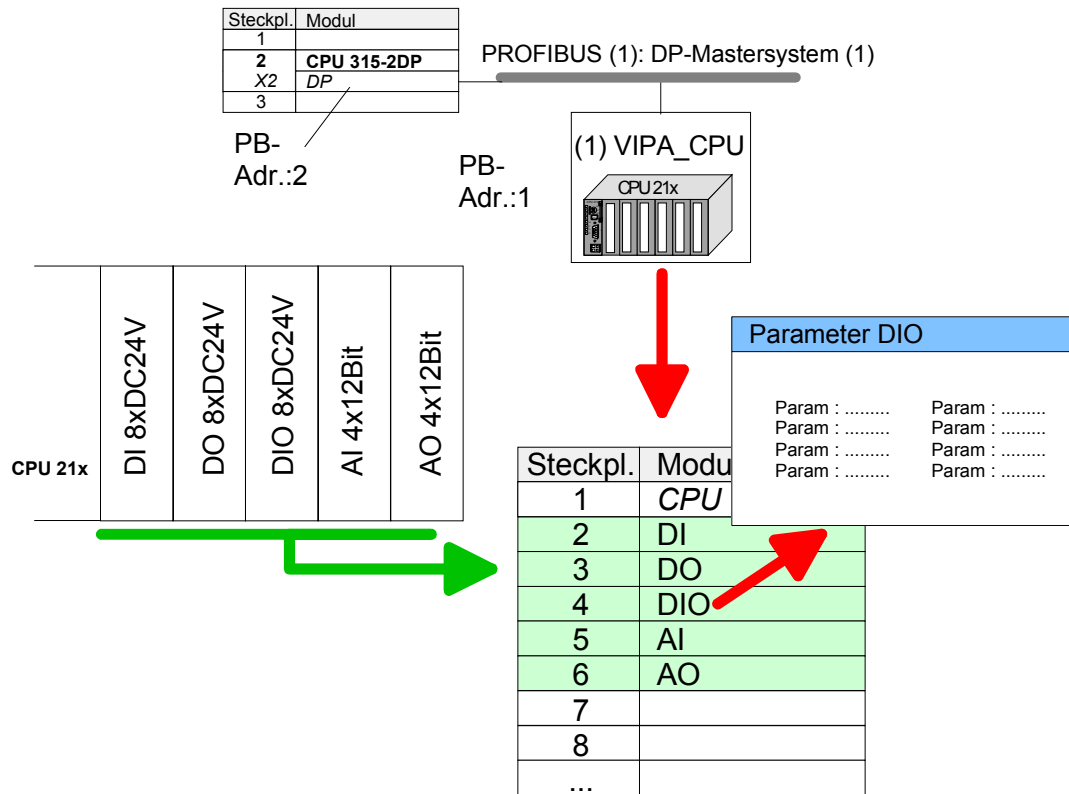 Steckpl. Modul
1
2 CPU 315-2DP
X2 DP
3
PROFIBUS (1): DP-Mastersystem (1)
PB-
Adr.:2
PB-
Adr.:1
(1) VIPA_CPU
CPU 21x
CPU 21x
DI 8xDC24V
DO 8xDC24V
DIO 8xDC24V
AI 4x12Bit
AO 4x12Bit
Parameter DIO
Param : ......... Param : .........
Param : ......... Param : .........
Param : ......... Param : .........
Param : ......... Param : .........
Steckpl. Modu
1 CPU
2 DI
3 DO
4 DIO
5 AI
6 AO
7
8
...